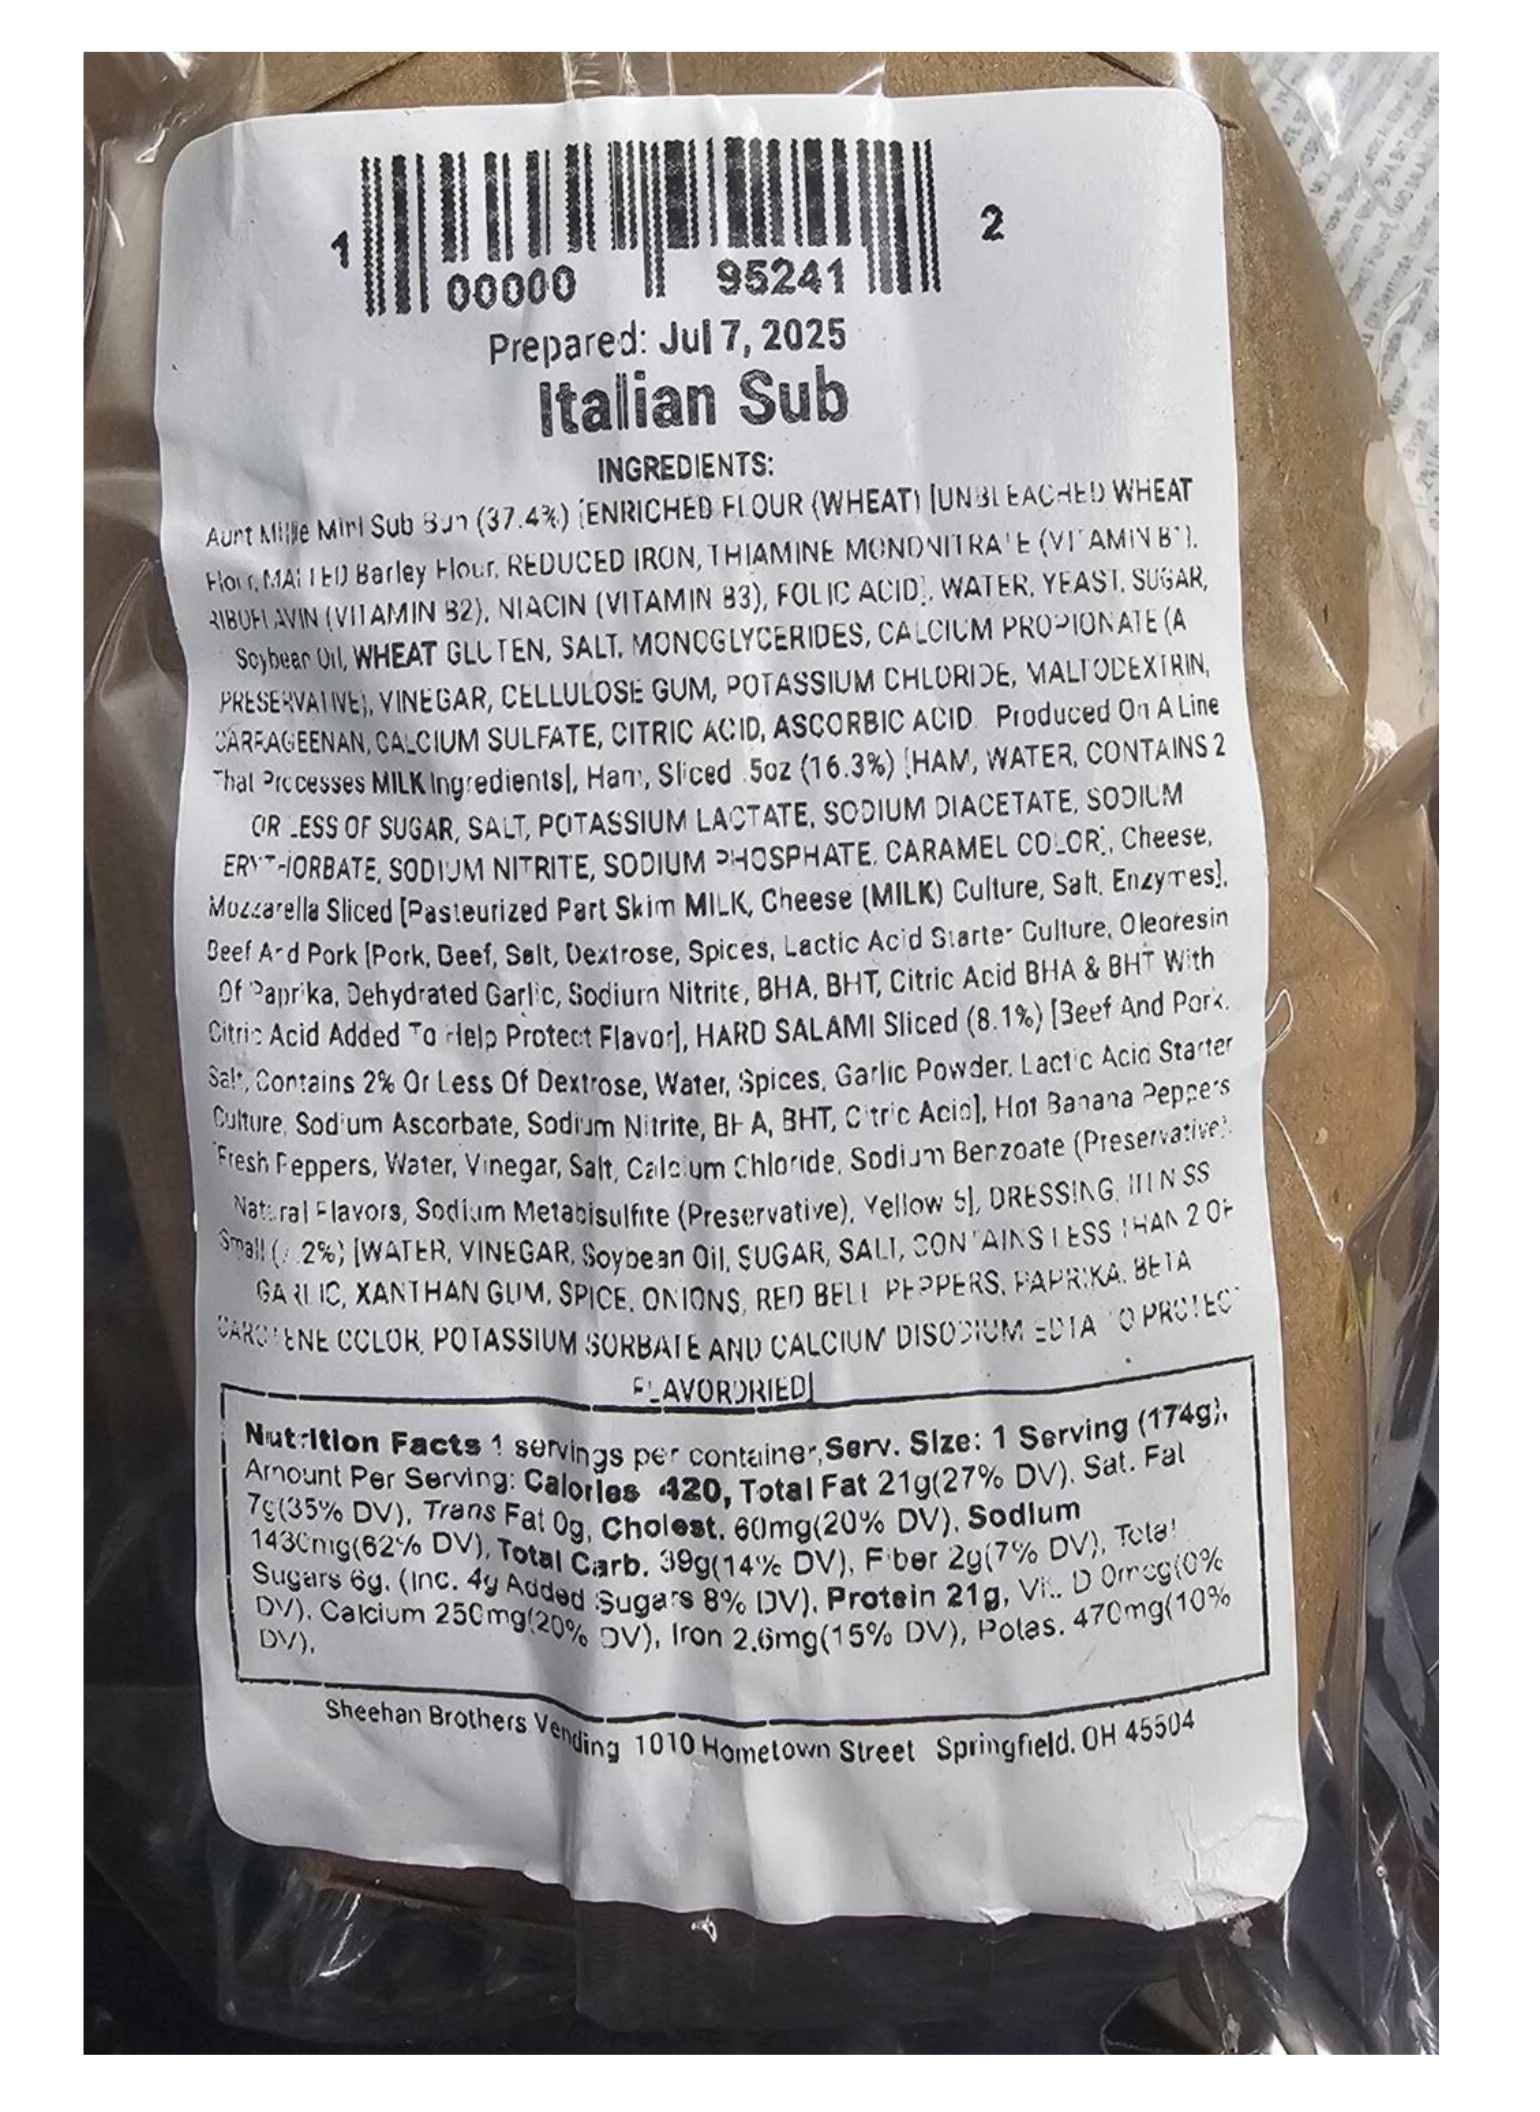 1 00000 95241 2
Prepared: Jul 7, 2025
Italian Sub
INGREDIENTS:
Aunt Millie Mini Sub Bun (37.4%) [ENRICHED FLOUR (WHEAT) [UNBLEACHED WHEAT
Flour, MALTED Barley Flour, REDUCED IRON, THIAMINE MONONITRATE (VITAMIN B1),
RIBOFLAVIN (VITAMIN B2), NIACIN (VITAMIN B3), FOLIC ACID], WATER, YEAST, SUGAR,
Soybean Oil, WHEAT GLUTEN, SALT, MONOGLYCERIDES, CALCIUM PROPIONATE (A
PRESERVATIVE), VINEGAR, CELLULOSE GUM, POTASSIUM CHLORIDE, MALTODEXTRIN,
CARRAGEENAN, CALCIUM SULFATE, CITRIC ACID, ASCORBIC ACID. Produced On A Line
That Processes MILK Ingredients], Ham, Sliced .5oz (16.3%) [HAM, WATER, CONTAINS 2
OR LESS OF SUGAR, SALT, POTASSIUM LACTATE, SODIUM DIACETATE, SODIUM
ERYTHORBATE, SODIUM NITRITE, SODIUM PHOSPHATE, CARAMEL COLOR], Cheese,
Mozzarella Sliced [Pasteurized Part Skim MILK, Cheese (MILK) Culture, Salt, Enzymes],
Beef And Pork [Pork, Beef, Salt, Dextrose, Spices, Lactic Acid Starter Culture, Oleoresin
Of Paprika, Dehydrated Garlic, Sodium Nitrite, BHA, BHT, Citric Acid BHA & BHT With
Citric Acid Added To Help Protect Flavor], HARD SALAMI Sliced (8.1%) [Beef And Pork,
Salt, Contains 2% Or Less Of Dextrose, Water, Spices, Garlic Powder, Lactic Acid Starter
Culture, Sodium Ascorbate, Sodium Nitrite, BHA, BHT, Citric Acid], Hot Banana Peppers
[Fresh Peppers, Water, Vinegar, Salt, Calcium Chloride, Sodium Benzoate (Preservative),
Natural Flavors, Sodium Metabisulfite (Preservative), Yellow 5], DRESSING,
Small [WATER, VINEGAR, Soybean Oil, SUGAR, SALT, CONTAINS LESS THAN 2 OF
GARLIC, XANTHAN GUM, SPICE, ONIONS, RED BELL PEPPERS, PAPRIKA, BETA
CAROTENE COLOR, POTASSIUM SORBATE AND CALCIUM DISODIUM EDTA TO PROTECT
FLAVORDRIED]
Nutrition Facts 1 servings per container, Serv. Size: 1 Serving (174g),
Amount Per Serving: Calories 420, Total Fat 21g(27% DV), Sat. Fat
7g(35% DV), Trans Fat 0g, Cholest. 60mg(20% DV), Sodium
1430mg(62% DV), Total Carb. 39g(14% DV), Fiber 2g(7% DV), Total
Sugars 6g, (Inc. 4g Added Sugars 8% DV), Protein 21g, Vit. D 0mcg(0%
DV), Calcium 250mg(20% DV), Iron 2.6mg(15% DV), Potas. 470mg(10%
DV),
Sheehan Brothers Vending 1010 Hometown Street Springfield, OH 45504